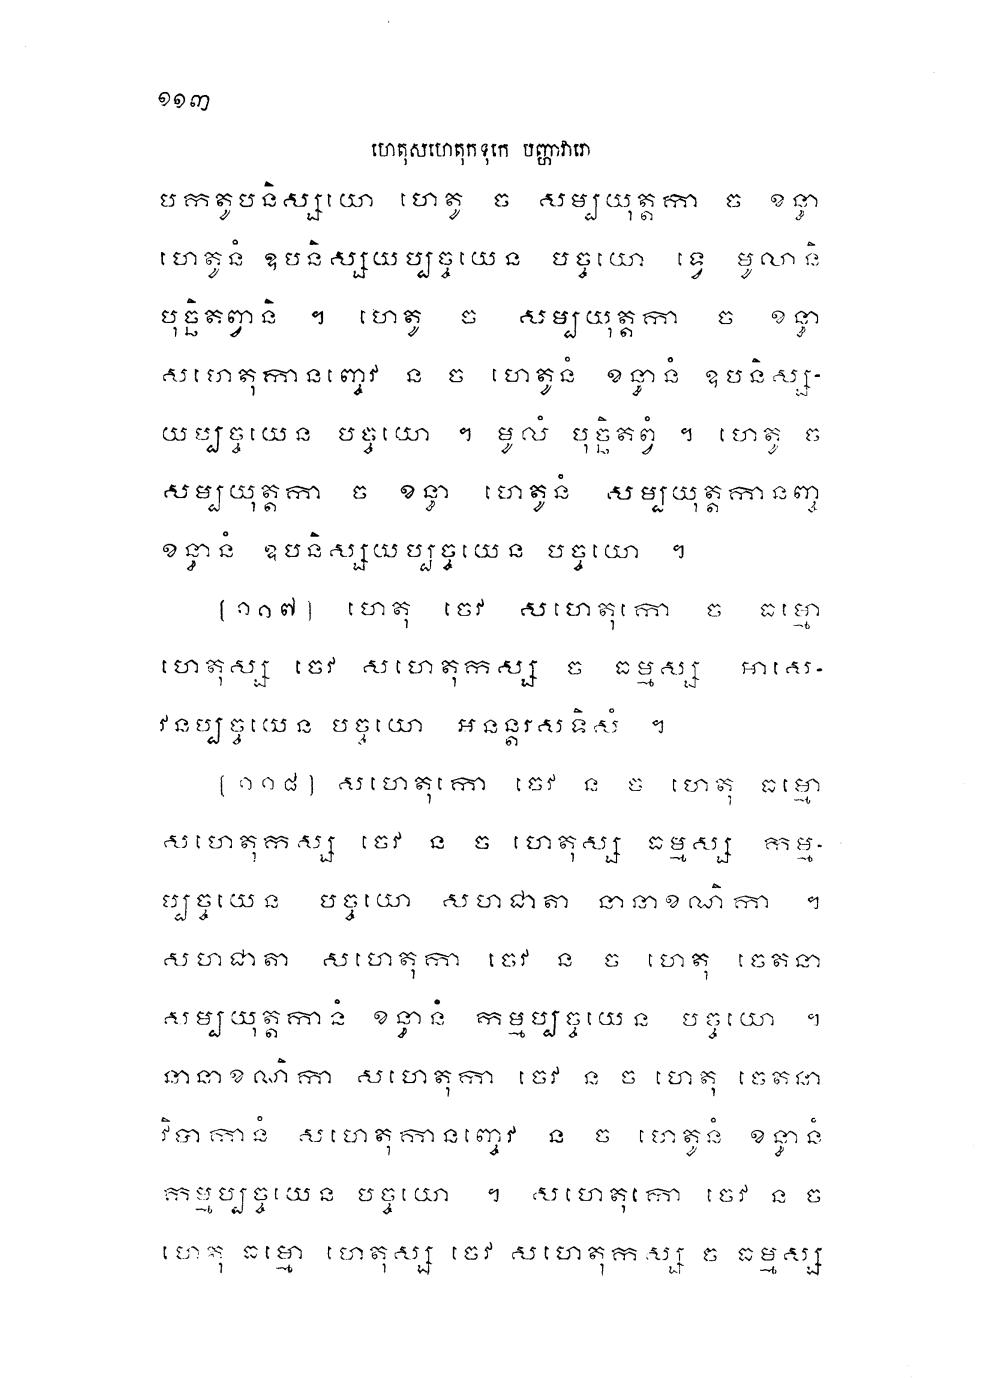 ១១៣
ហេតុសហេតុកទុកេ បញ្ហាវារោ
បកតូបនិស្សយោ ហេតូ ច សម្បយុត្តកា ច ខន្ធា
ហេតូនំ ឧបនិស្សយប្បច្ចយេន បច្ចយោ ទ្វេ មូលានិ
បុច្ឆិតព្វានិ ។ ហេតូ ច សម្បយុត្តកា ច ខន្ធា
សហេតុកានញ្ចេវ ន ច ហេតូនំ ខន្ធានំ ឧបនិស្ស-
យប្បច្ចយេន បច្ចយោ ។ មូលំ បុច្ឆិតព្វំ ។ ហេតូ ច
សម្បយុត្តកា ច ខន្ធា ហេតូនំ សម្បយុត្តកានញ្ច
ខន្ធានំ ឧបនិស្សយប្បច្ចយេន បច្ចយោ ។
[១១៧] ហេតុ ចេវ សហេតុកោ ច ធម្មោ
ហេតុស្ស ចេវ សហេតុកស្ស ច ធម្មស្ស អាសេ-
វនប្បច្ចយេន បច្ចយោ អនន្តរសទិសំ ។
[១១៨] សហេតុកោ ចេវ ន ច ហេតុ ធម្មោ
សហេតុកស្ស ចេវ ន ច ហេតុស្ស ធម្មស្ស កម្ម-
ប្បច្ចយេន បច្ចយោ សហជាតា នានាខណិកា ។
សហជាតា សហេតុកា ចេវ ន ច ហេតុ ចេតនា
សម្បយុត្តកានំ ខន្ធានំ កម្មប្បច្ចយេន បច្ចយោ ។
នានាខណិកា សហេតុកា ចេវ ន ច ហេតុ ចេតនា
វិបាកានំ សហេតុកានញ្ចេវ ន ច ហេតូនំ ខន្ធានំ
កម្មប្បច្ចយេន បច្ចយោ ។ សហេតុកោ ចេវ ន ច
ហេតុ ធម្មោ ហេតុស្ស ចេវ សហេតុកស្ស ច ធម្មស្ស